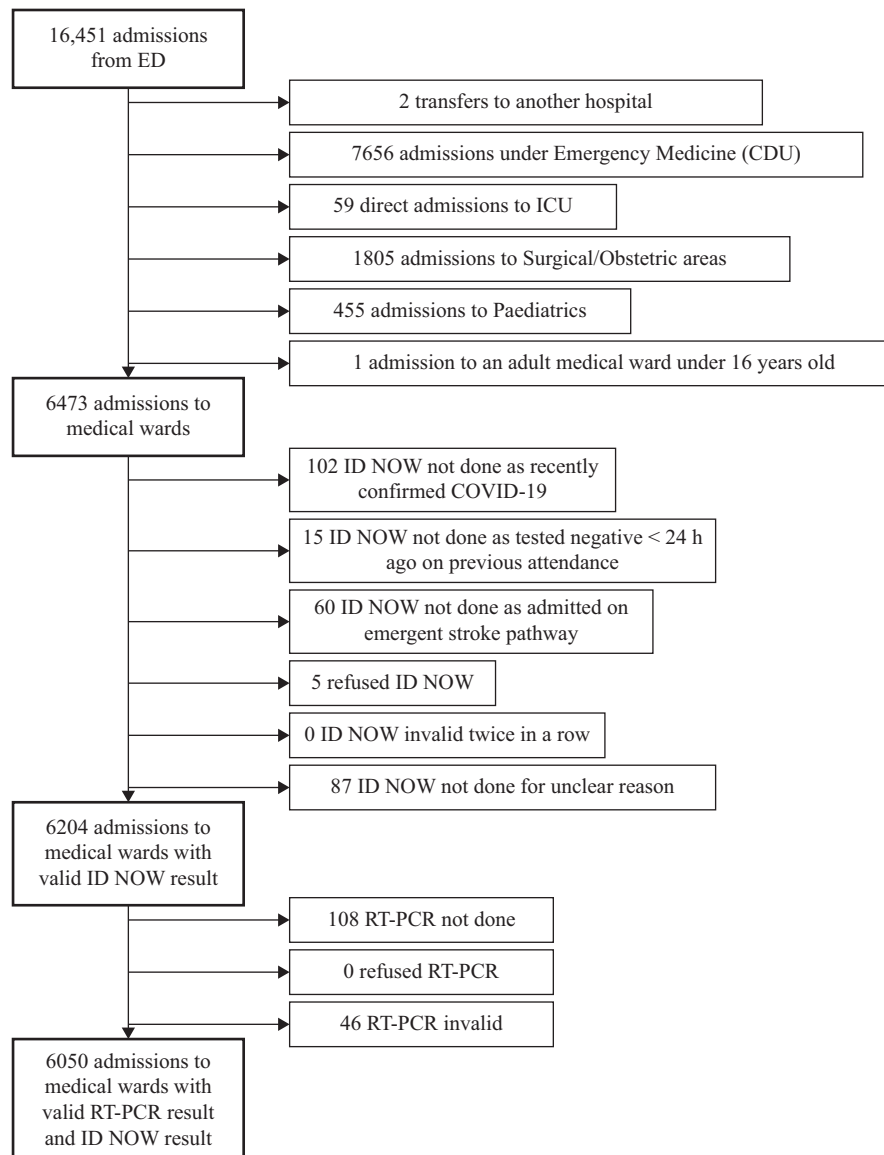 16,451 admissions
from ED
2 transfers to another hospital
7656 admissions under Emergency Medicine (CDU)
59 direct admissions to ICU
1805 admissions to Surgical/Obstetric areas
455 admissions to Paediatrics
1 admission to an adult medical ward under 16 years old
6473 admissions to
medical wards
102 ID NOW not done as recently
confirmed COVID-19
15 ID NOW not done as tested negative < 24 h
ago on previous attendance
60 ID NOW not done as admitted on
emergent stroke pathway
5 refused ID NOW
0 ID NOW invalid twice in a row
87 ID NOW not done for unclear reason
6204 admissions to
medical wards with
valid ID NOW result
108 RT-PCR not done
0 refused RT-PCR
46 RT-PCR invalid
6050 admissions to
medical wards with
valid RT-PCR result
and ID NOW result